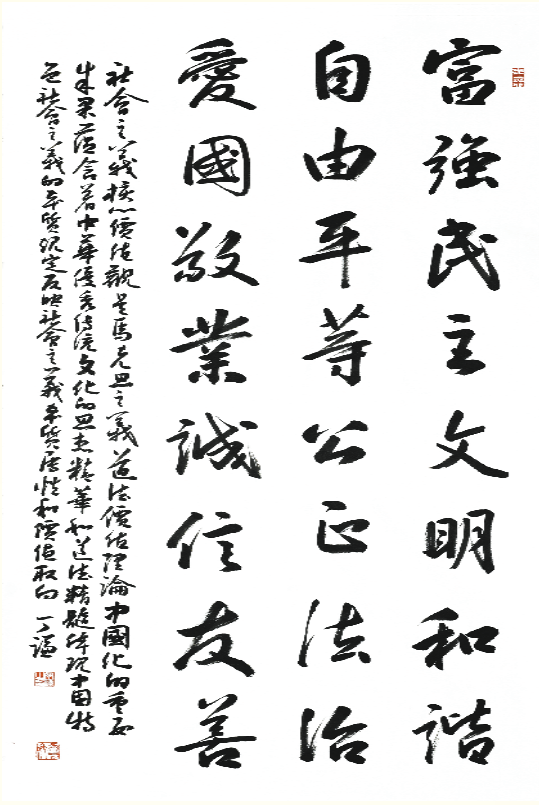 富強民主文明和諧
自由平等公正法治
愛國敬業誠信友善
社會主義核心價值觀是馬克思主義道法價值理論中國化的重要
成果蘊含着中華優秀傳統文化的思想精華和道法精髓體現中國特
色社會主義的本質規定反映社會主義本質屬性和價值取向 丁謐